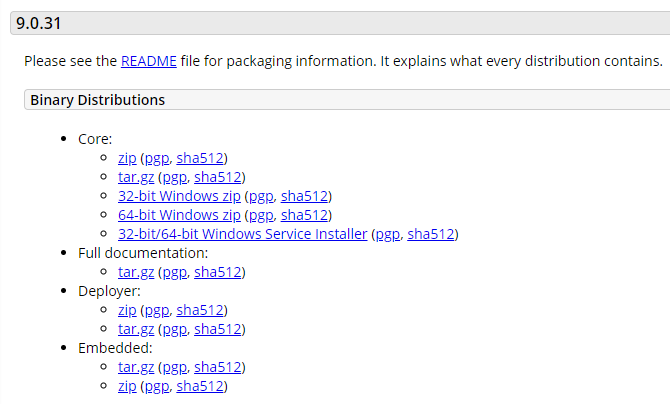 9.0.31
Please see the README file for packaging information. It explains what every distribution contains.
Binary Distributions
• Core:
◦ zip (pgp, sha512)
◦ tar.gz (pgp, sha512)
◦ 32-bit Windows zip (pgp, sha512)
◦ 64-bit Windows zip (pgp, sha512)
◦ 32-bit/64-bit Windows Service Installer (pgp, sha512)
• Full documentation:
◦ tar.gz (pgp, sha512)
• Deployer:
◦ zip (pgp, sha512)
◦ tar.gz (pgp, sha512)
• Embedded:
◦ tar.gz (pgp, sha512)
◦ zip (pgp, sha512)